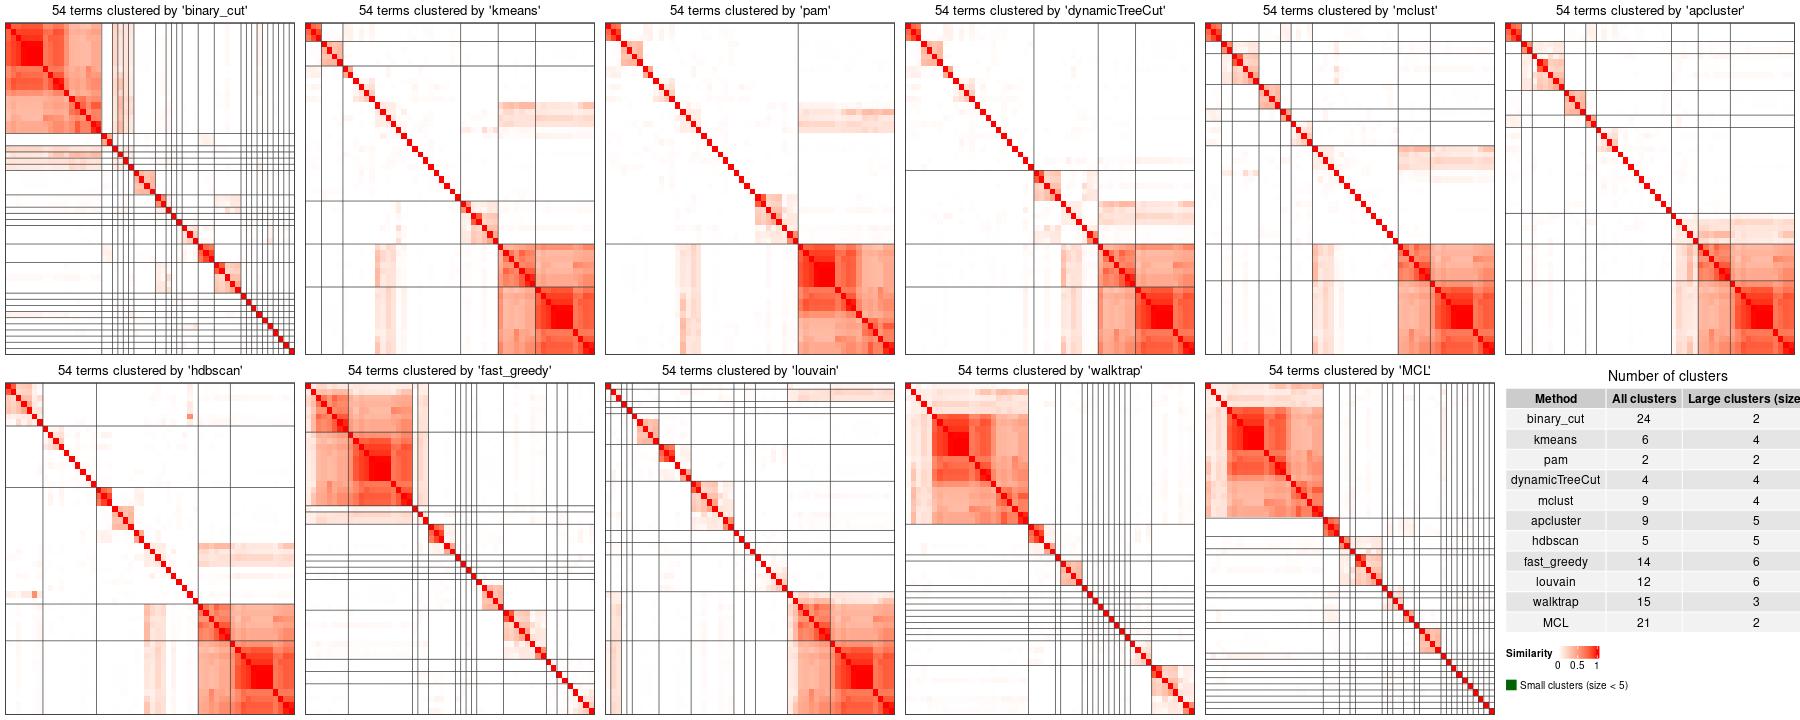 54 terms clustered by 'binary_cut'
54 terms clustered by 'kmeans'
54 terms clustered by 'pam'
54 terms clustered by 'dynamicTreeCut'
54 terms clustered by 'mclust'
54 terms clustered by 'apcluster'
54 terms clustered by 'hdbscan'
54 terms clustered by 'fast_greedy'
54 terms clustered by 'louvain'
54 terms clustered by 'walktrap'
54 terms clustered by 'MCL'
Number of clusters
Method All clusters Large clusters (size
binary_cut 24 2
kmeans 6 4
pam 2 2
dynamicTreeCut 4 4
mclust 9 4
apcluster 9 5
hdbscan 5 5
fast_greedy 14 6
louvain 12 6
walktrap 15 3
MCL 21 2
Similarity
0 0.5 1
Small clusters (size < 5)